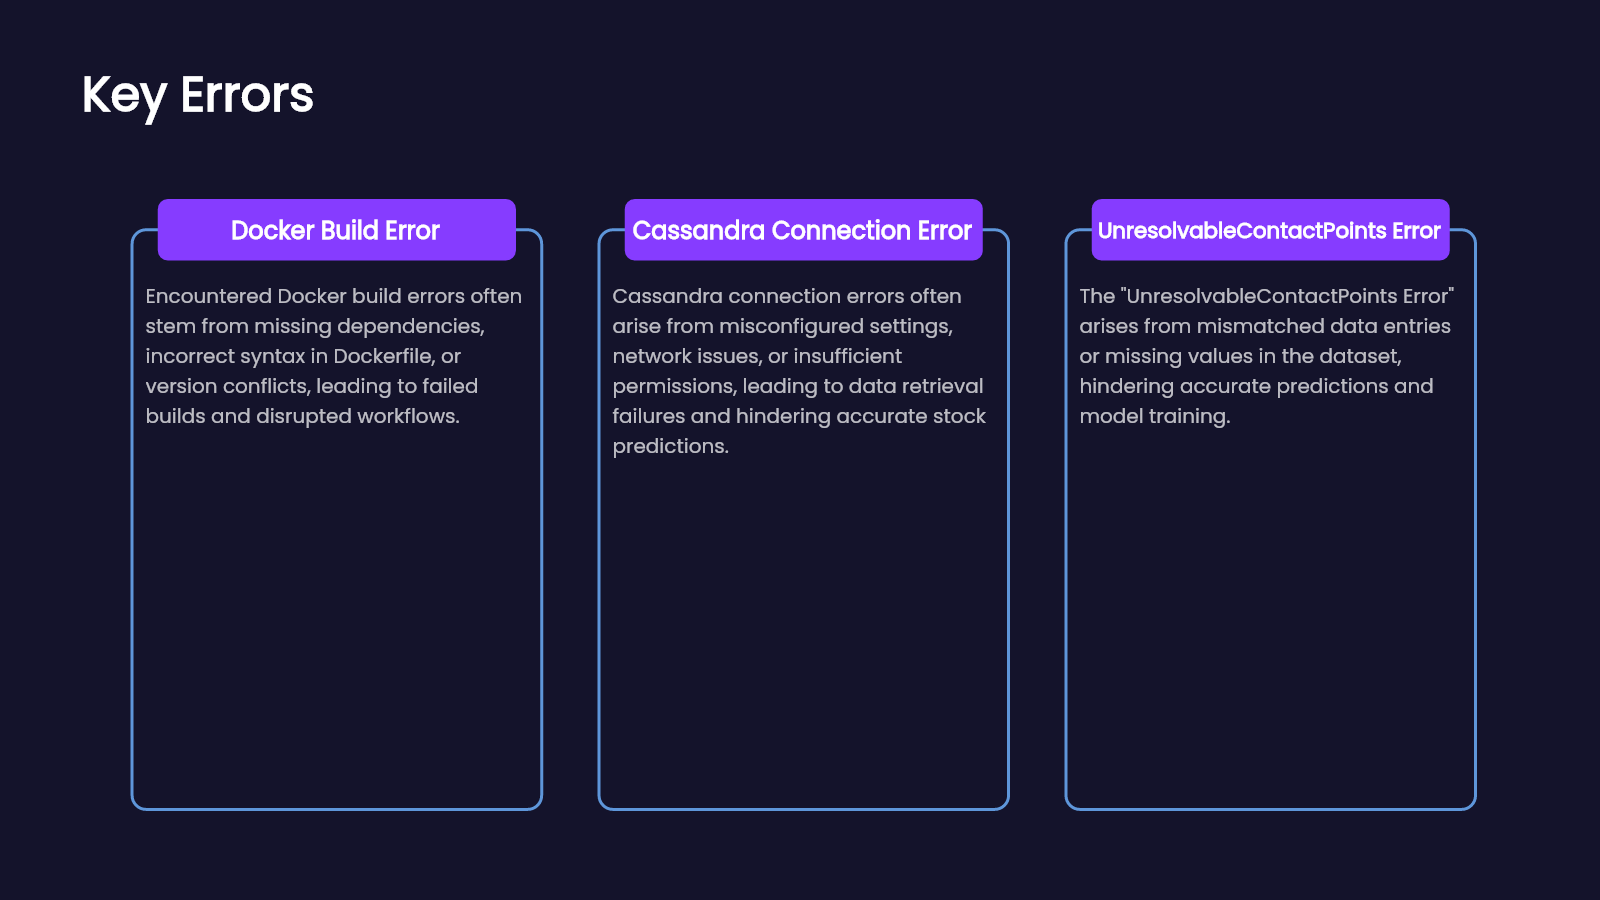 Key Errors
Docker Build Error
Encountered Docker build errors often
stem from missing dependencies,
incorrect syntax in Dockerfile, or
version conflicts, leading to failed
builds and disrupted workflows.
Cassandra Connection Error
Cassandra connection errors often
arise from misconfigured settings,
network issues, or insufficient
permissions, leading to data retrieval
failures and hindering accurate stock
predictions.
UnresolvableContactPoints Error
The "UnresolvableContactPoints Error"
arises from mismatched data entries
or missing values in the dataset,
hindering accurate predictions and
model training.